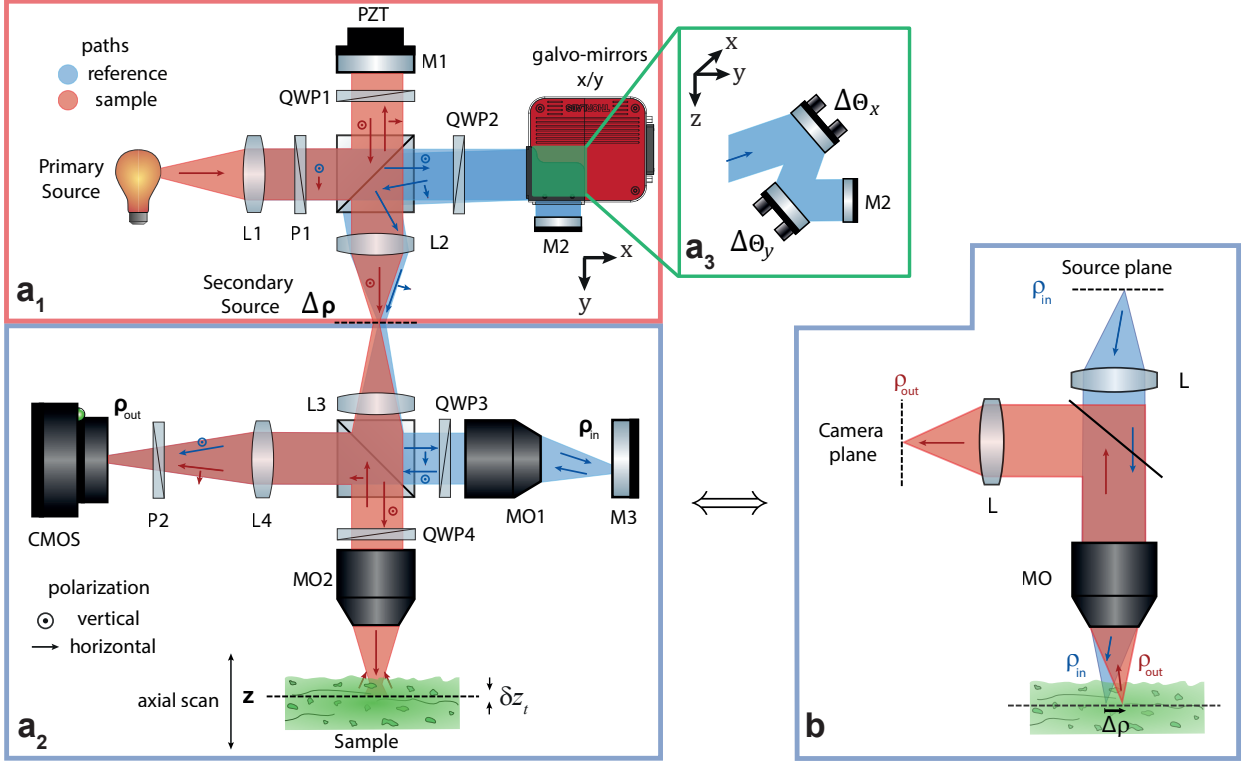 PZT
paths
reference
sample
M1
galvo-mirrors
x/y
THORLABS
QWP1
QWP2
Primary
Source
L1
P1
L2
M2
x
y
Secondary
Source
Δρ
a1
x
y
z
ΔΘx
ΔΘy
M2
a3
ρout
L3
QWP3
ρin
CMOS
P2
L4
MO1
M3
QWP4
MO2
polarization
vertical
horizontal
axial scan
z
δzt
Sample
a2
Source plane
ρin
L
ρout
Camera
plane
L
MO
ρin
ρout
Δρ
b